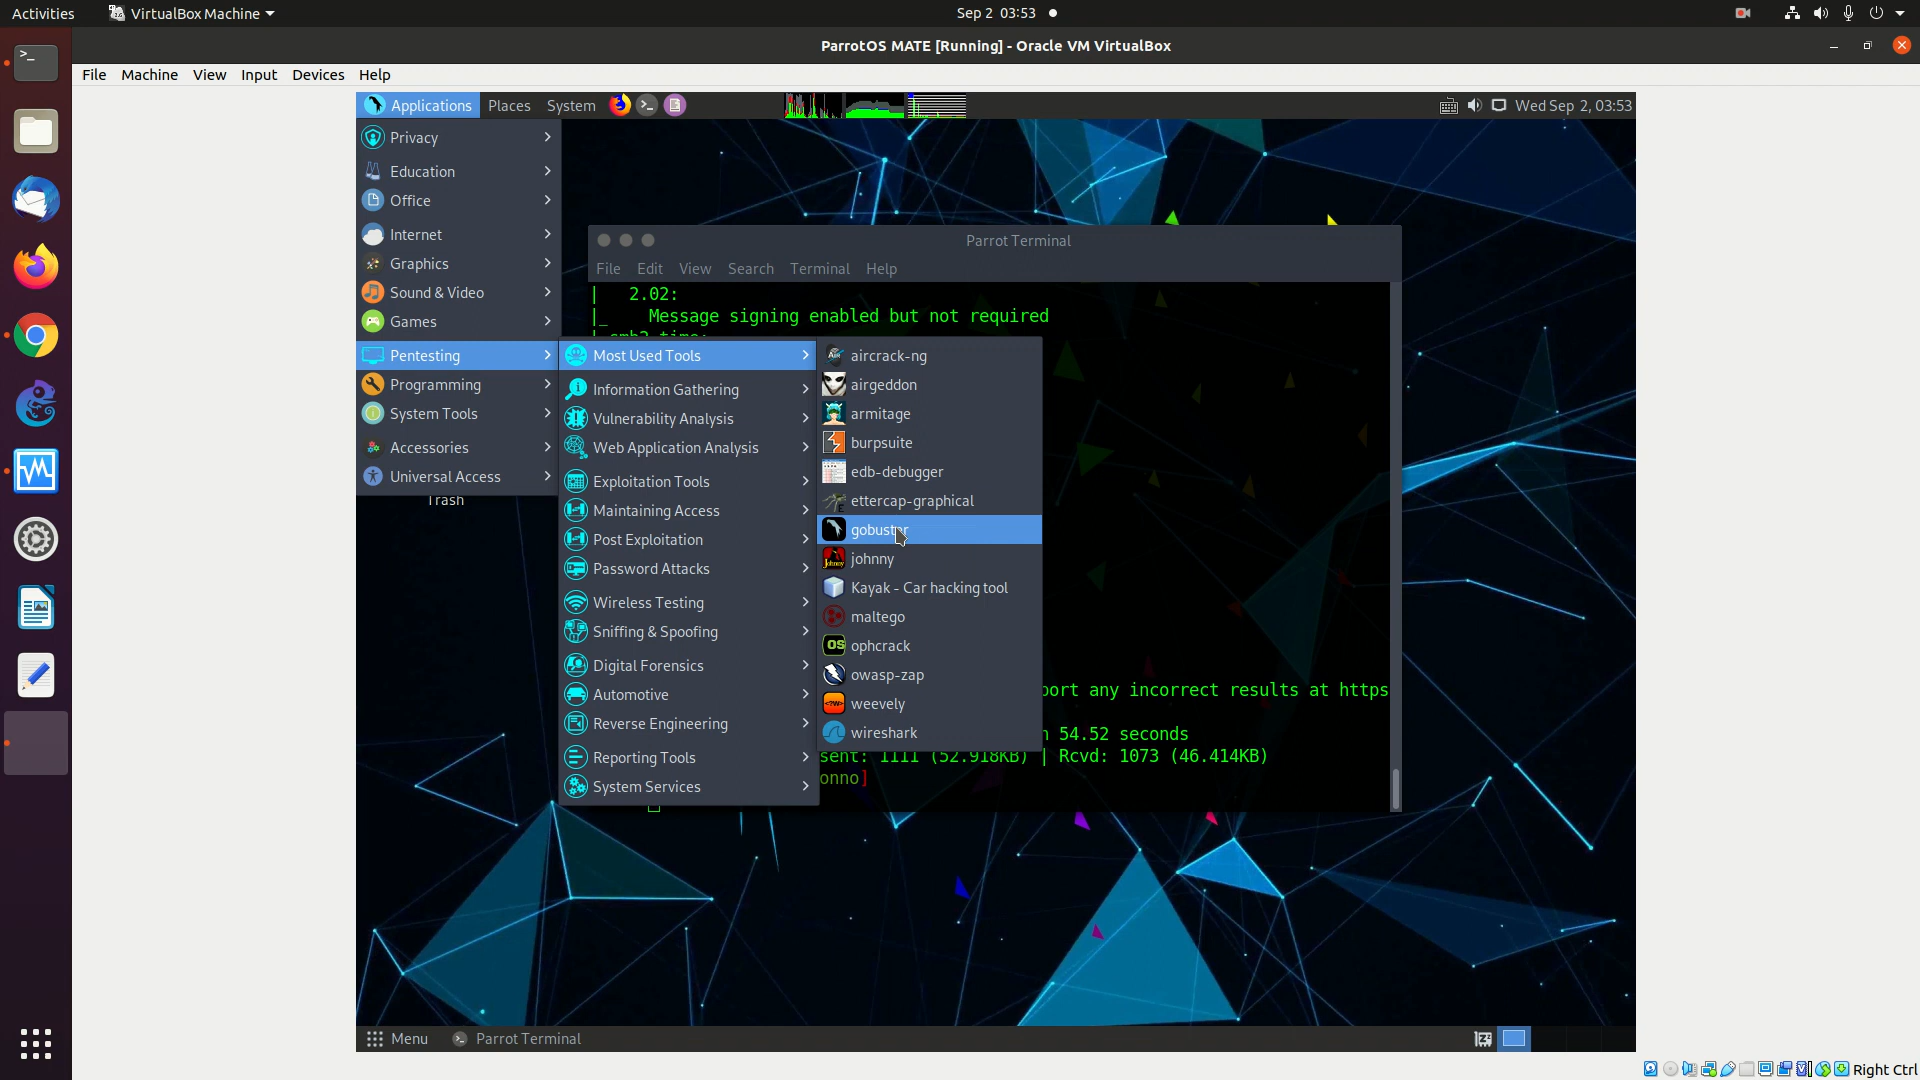 Activities
VirtualBox Machine
Sep 2 03:53
ParrotOS MATE [Running] - Oracle VM VirtualBox
File Machine View Input Devices Help
Applications Places System
Wed Sep 2, 03:53
Privacy
Education
Office
Internet
Graphics
Sound & Video
Games
Pentesting
Programming
System Tools
Accessories
Universal Access
Trash
Most Used Tools
Information Gathering
Vulnerability Analysis
Web Application Analysis
Exploitation Tools
Maintaining Access
Post Exploitation
Password Attacks
Wireless Testing
Sniffing & Spoofing
Digital Forensics
Automotive
Reverse Engineering
Reporting Tools
System Services
aircrack-ng
airgeddon
armitage
burpsuite
edb-debugger
ettercap-graphical
gobuster
johnny
Kayak - Car hacking tool
maltego
ophcrack
owasp-zap
weevely
wireshark
Parrot Terminal
File Edit View Search Terminal Help
| 2.02:
|_ Message signing enabled but not required
port any incorrect results at https
54.52 seconds
sent: 1111 (52.918KB) | Rcvd: 1073 (46.414KB)
onno]
Menu
Parrot Terminal
Right Ctrl